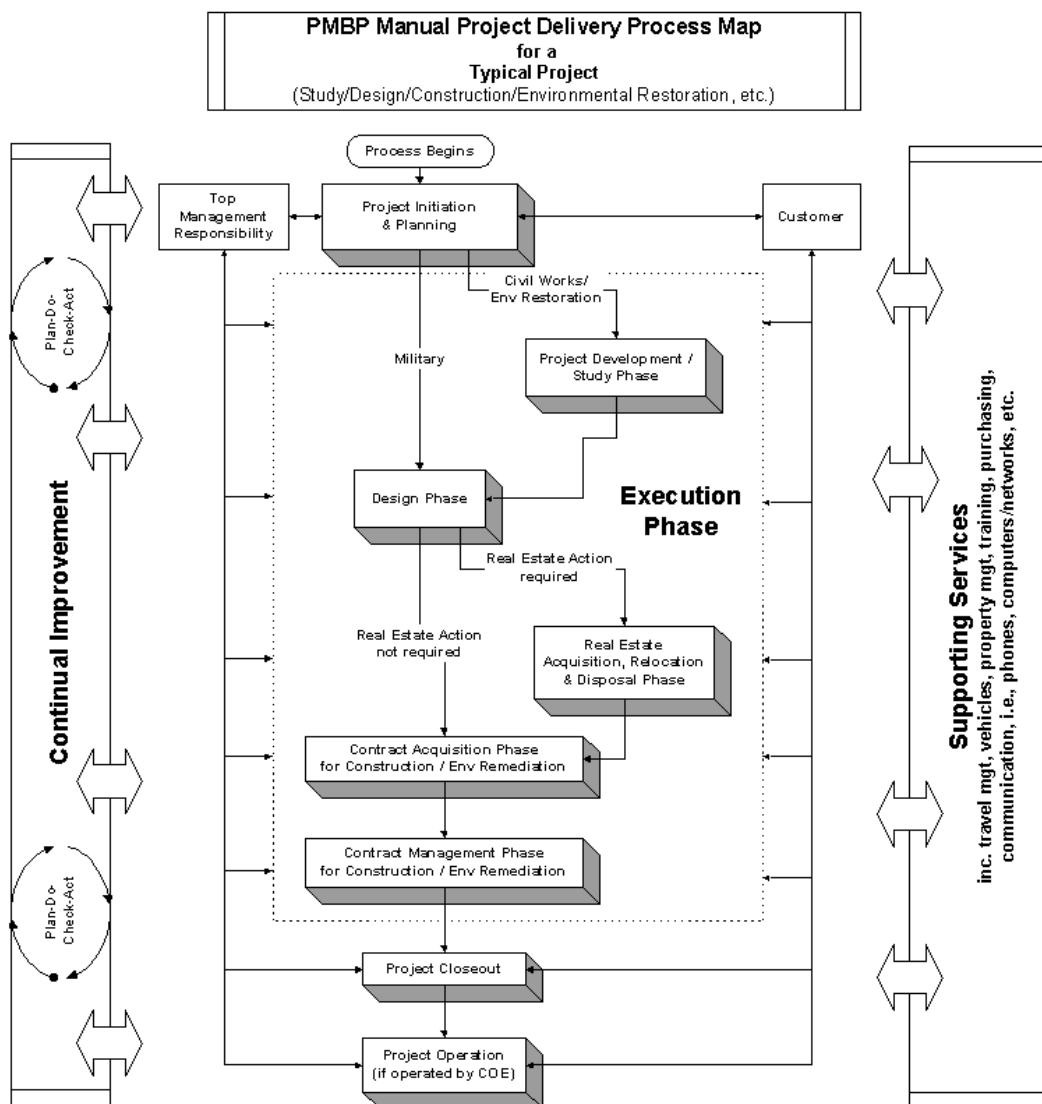 PMBP Manual Project Delivery Process Map
for a
Typical Project
(Study/Design/Construction/Environmental Restoration, etc.)
Process Begins
Top
Management
Responsibility
Project Initiation
& Planning
Customer
Civil Works/
Env Restoration
Plan-Do-
Check-Act
Military
Project Development /
Study Phase
Design Phase
Execution
Phase
Real Estate Action
required
Real Estate Action
not required
Real Estate
Acquisition, Relocation
& Disposal Phase
Continual Improvement
Supporting Services
inc. travel mgt, vehicles, property mgt, training, purchasing,
communication, i.e., phones, computers/networks, etc.
Contract Acquisition Phase
for Construction / Env Remediation
Contract Management Phase
for Construction / Env Remediation
Plan-Do-
Check-Act
Project Closeout
Project Operation
(if operated by COE)